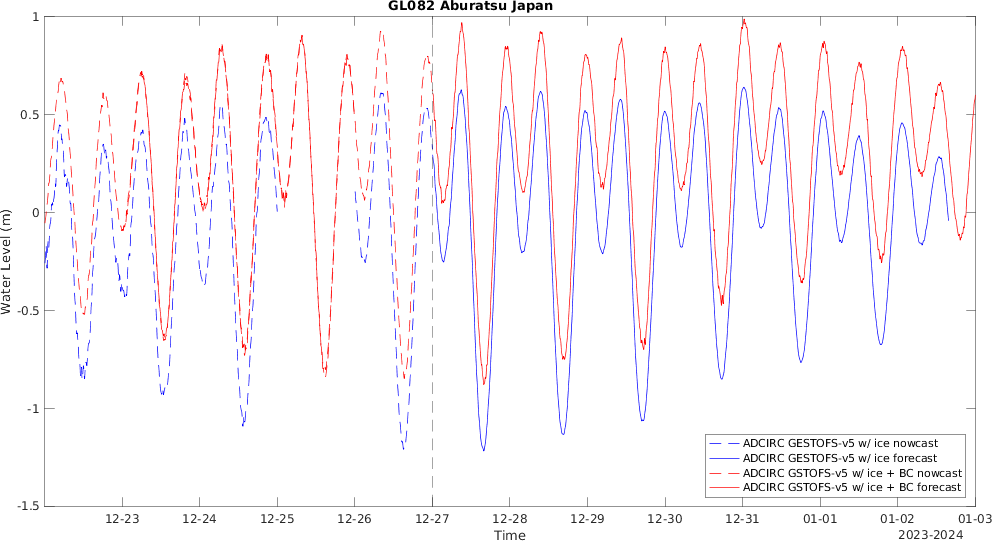 GL082 Aburatsu Japan
1
0.5
0
-0.5
-1
-1.5
Water Level (m)
12-23
12-24
12-25
12-26
12-27
12-28
12-29
12-30
12-31
01-01
01-02
01-03
Time
2023-2024
ADCIRC GESTOFS-v5 w/ ice nowcast
ADCIRC GESTOFS-v5 w/ ice forecast
ADCIRC GSTOFS-v5 w/ ice + BC nowcast
ADCIRC GSTOFS-v5 w/ ice + BC forecast